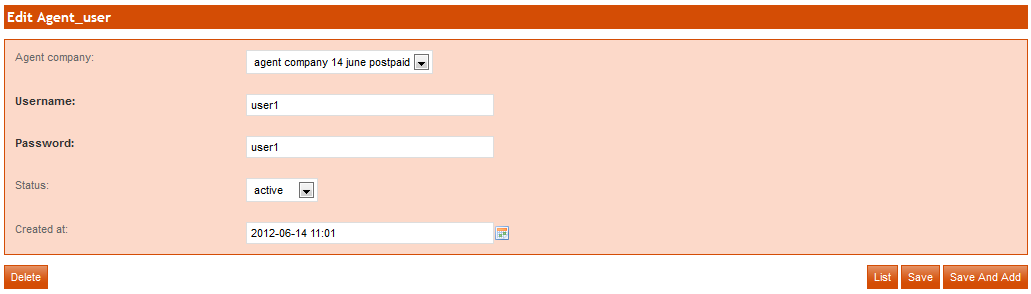 Edit Agent_user
Agent company: agent company 14 june postpaid
Username: user1
Password: user1
Status: active
Created at: 2012-06-14 11:01
Delete List Save Save And Add